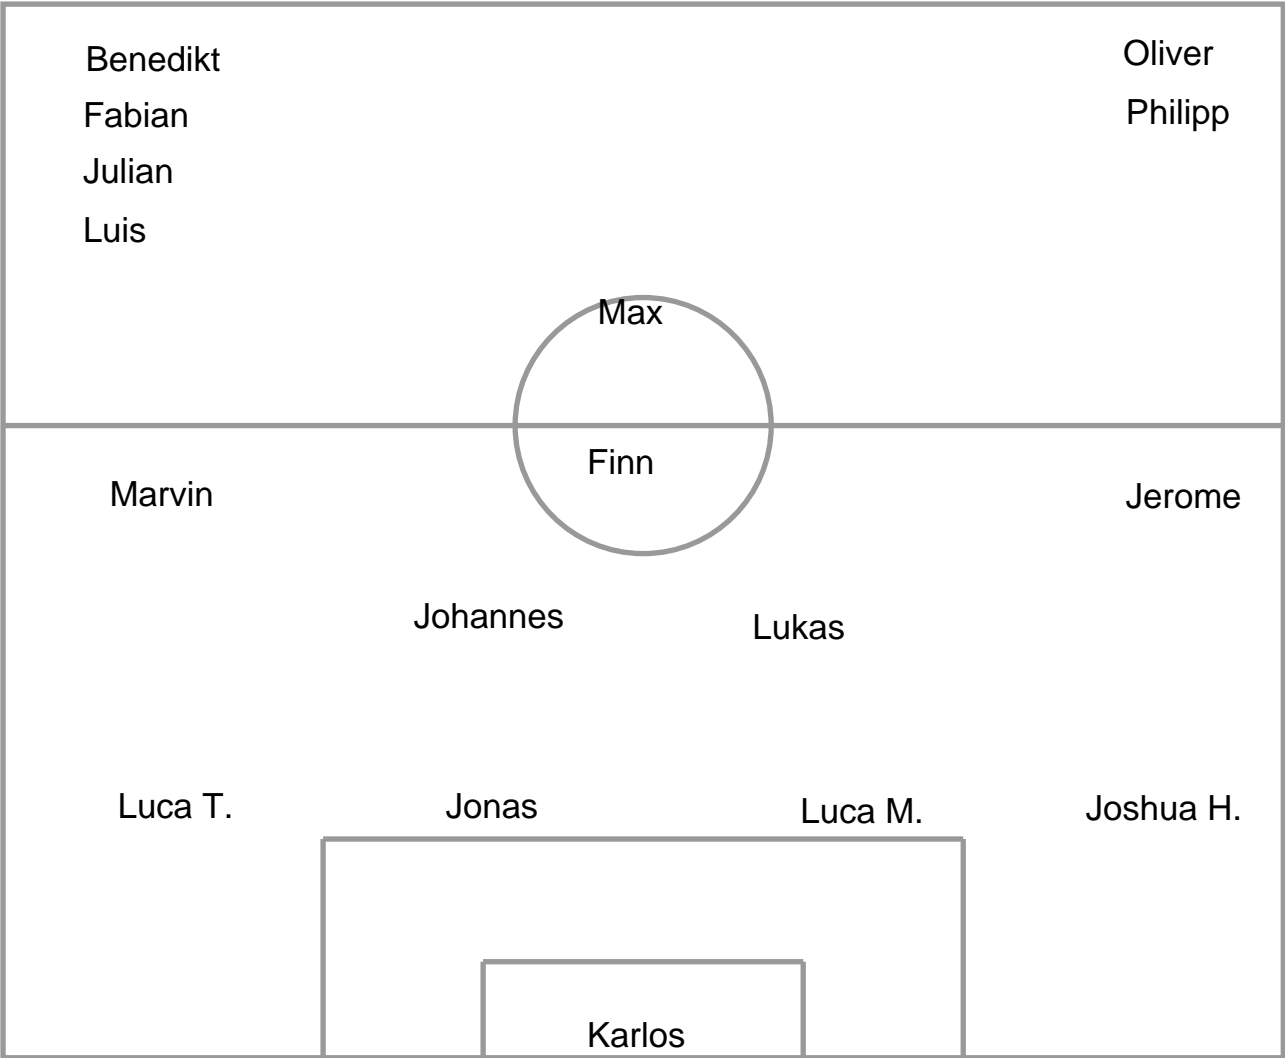 Benedikt
Oliver
Fabian
Philipp
Julian
Luis
Max
Finn
Marvin
Jerome
Johannes
Lukas
Luca T.
Jonas
Luca M.
Joshua H.
Karlos